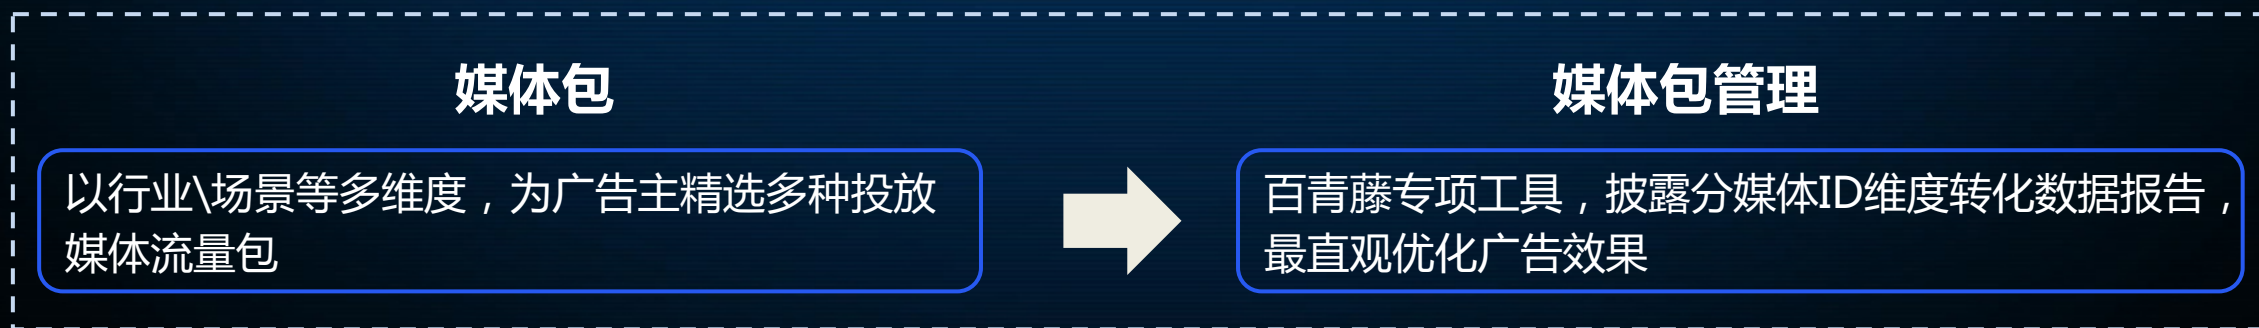 媒体包
以行业\场景等多维度，为广告主精选多种投放
媒体流量包
媒体包管理
百青藤专项工具，披露分媒体ID维度转化数据报告，
最直观优化广告效果